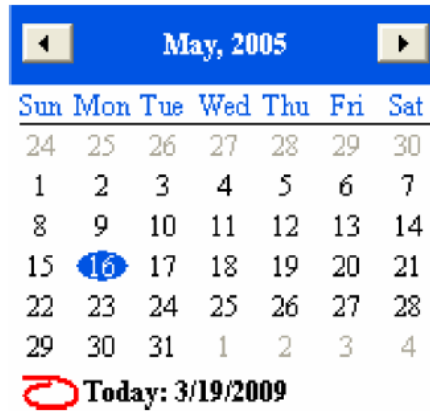 May, 2005
Sun Mon Tue Wed Thu Fri Sat
24 25 26 27 28 29 30
1 2 3 4 5 6 7
8 9 10 11 12 13 14
15 16 17 18 19 20 21
22 23 24 25 26 27 28
29 30 31 1 2 3 4
Today: 3/19/2009